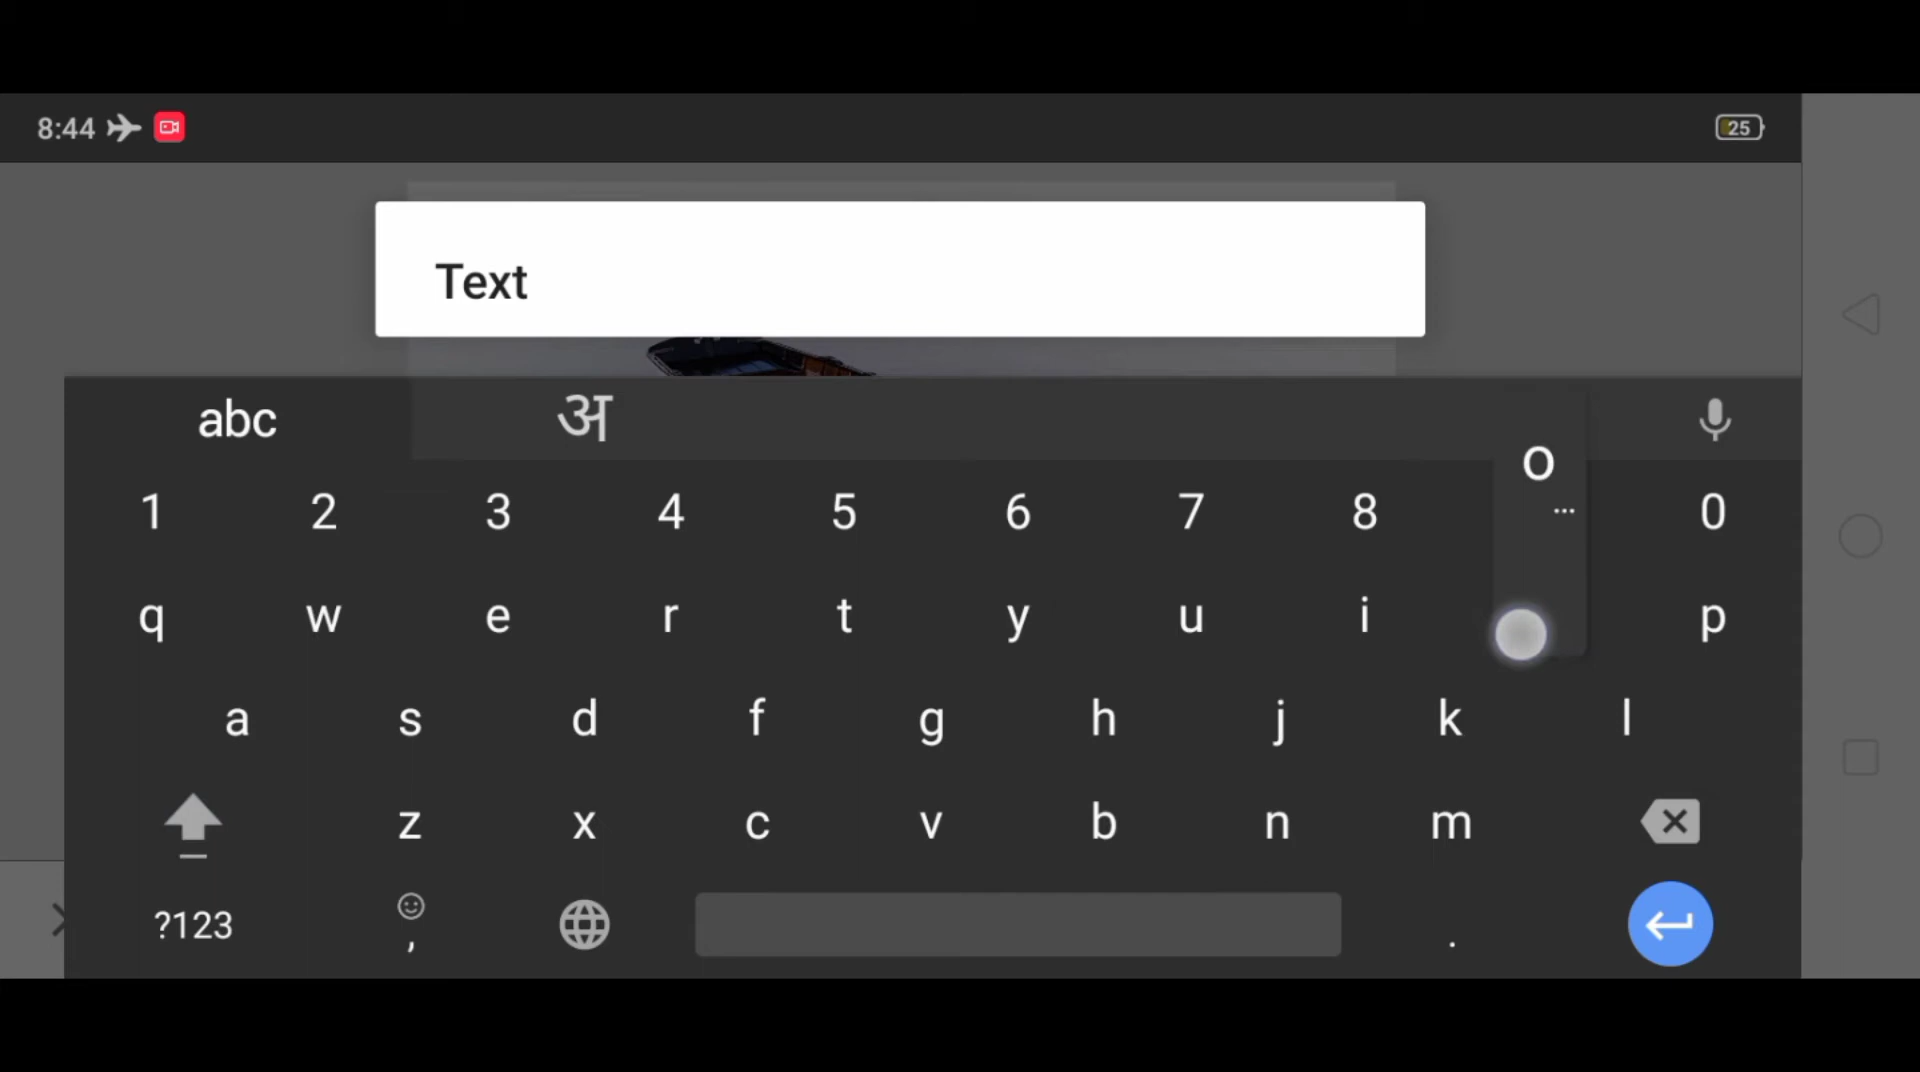 8:44
25
Text
abc अ
o
1 2 3 4 5 6 7 8 0
q w e r t y u i p
a s d f g h j k l
z x c v b n m
?123 , .